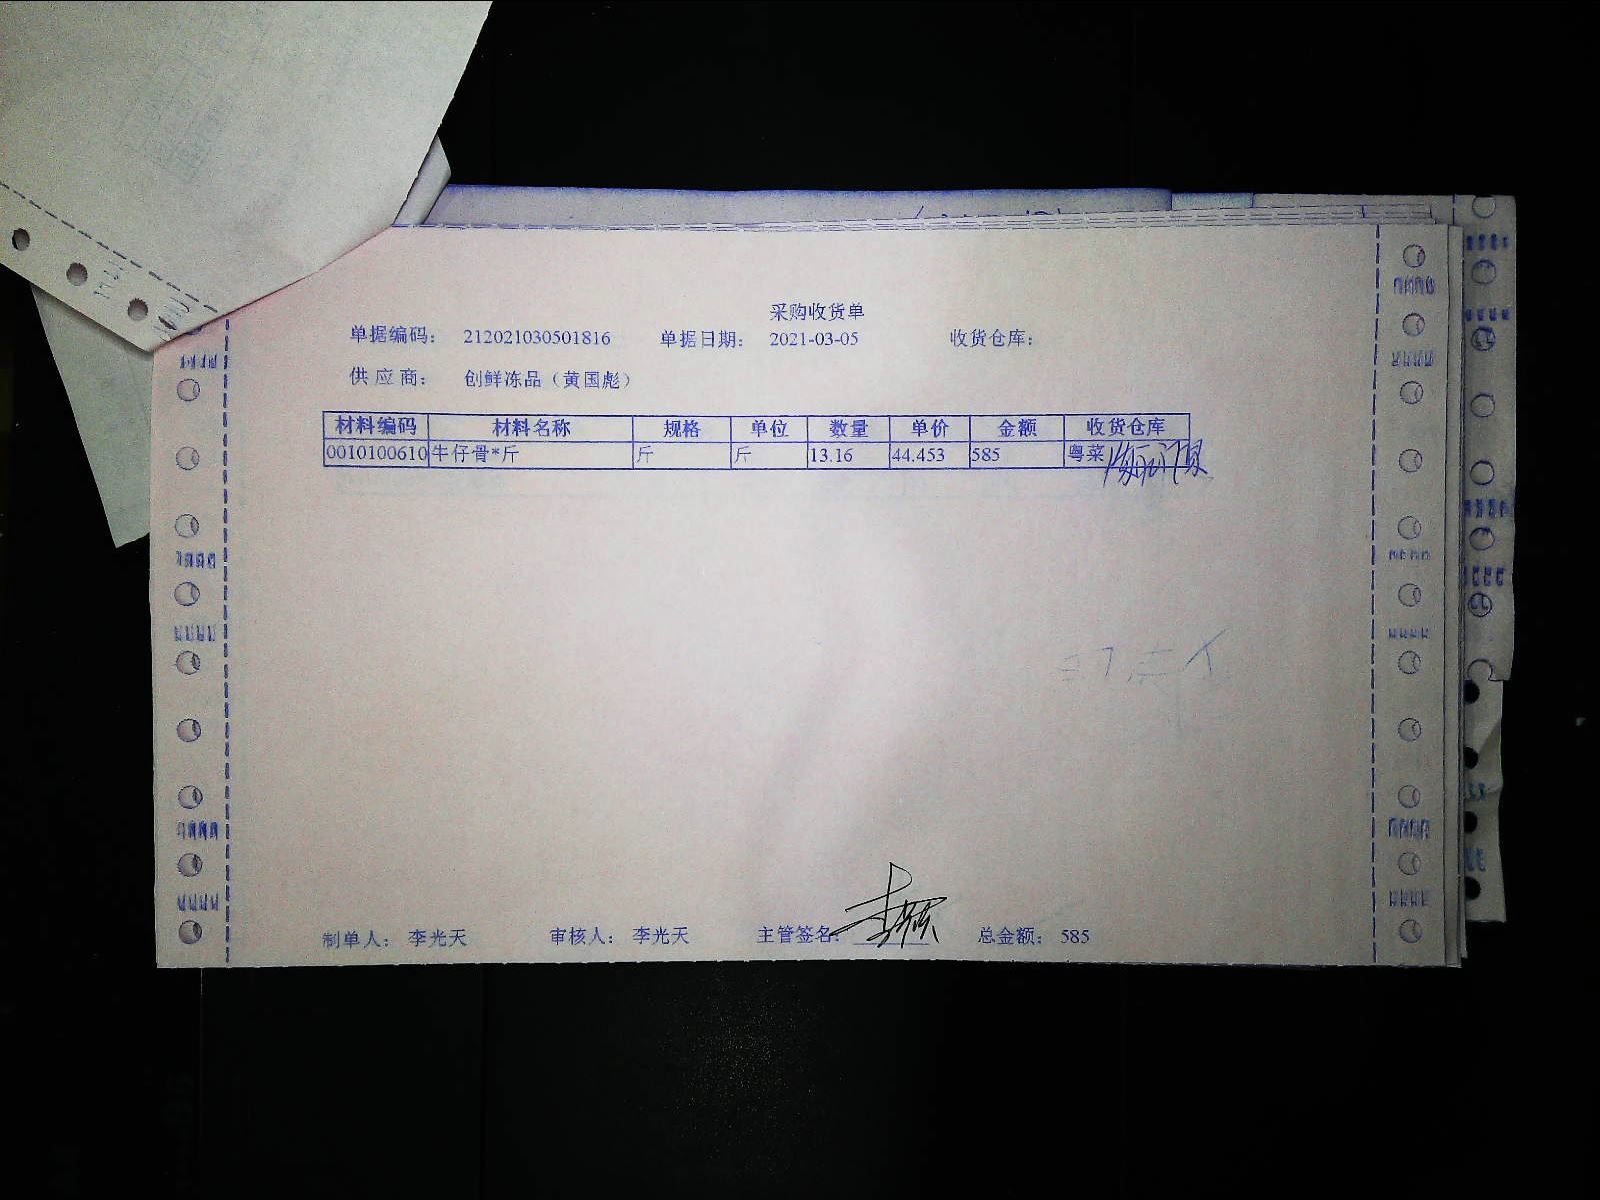 采购收货单
单据编码： 212021030501816 单据日期： 2021-03-05 收货仓库：
供应商： 创鲜冻品（黄国彪）
材料编码 材料名称 规格 单位 数量 单价 金额 收货仓库
0010100610 牛仔骨*斤 斤 斤 13.16 44.453 585 粤菜
制单人： 李光天 审核人： 李光天 主管签名： 总金额： 585